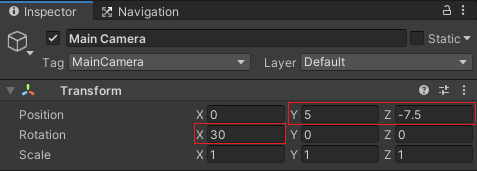 Inspector Navigation
Main Camera Static
Tag MainCamera Layer Default
Transform
Position X 0 Y 5 Z -7.5
Rotation X 30 Y 0 Z 0
Scale X 1 Y 1 Z 1